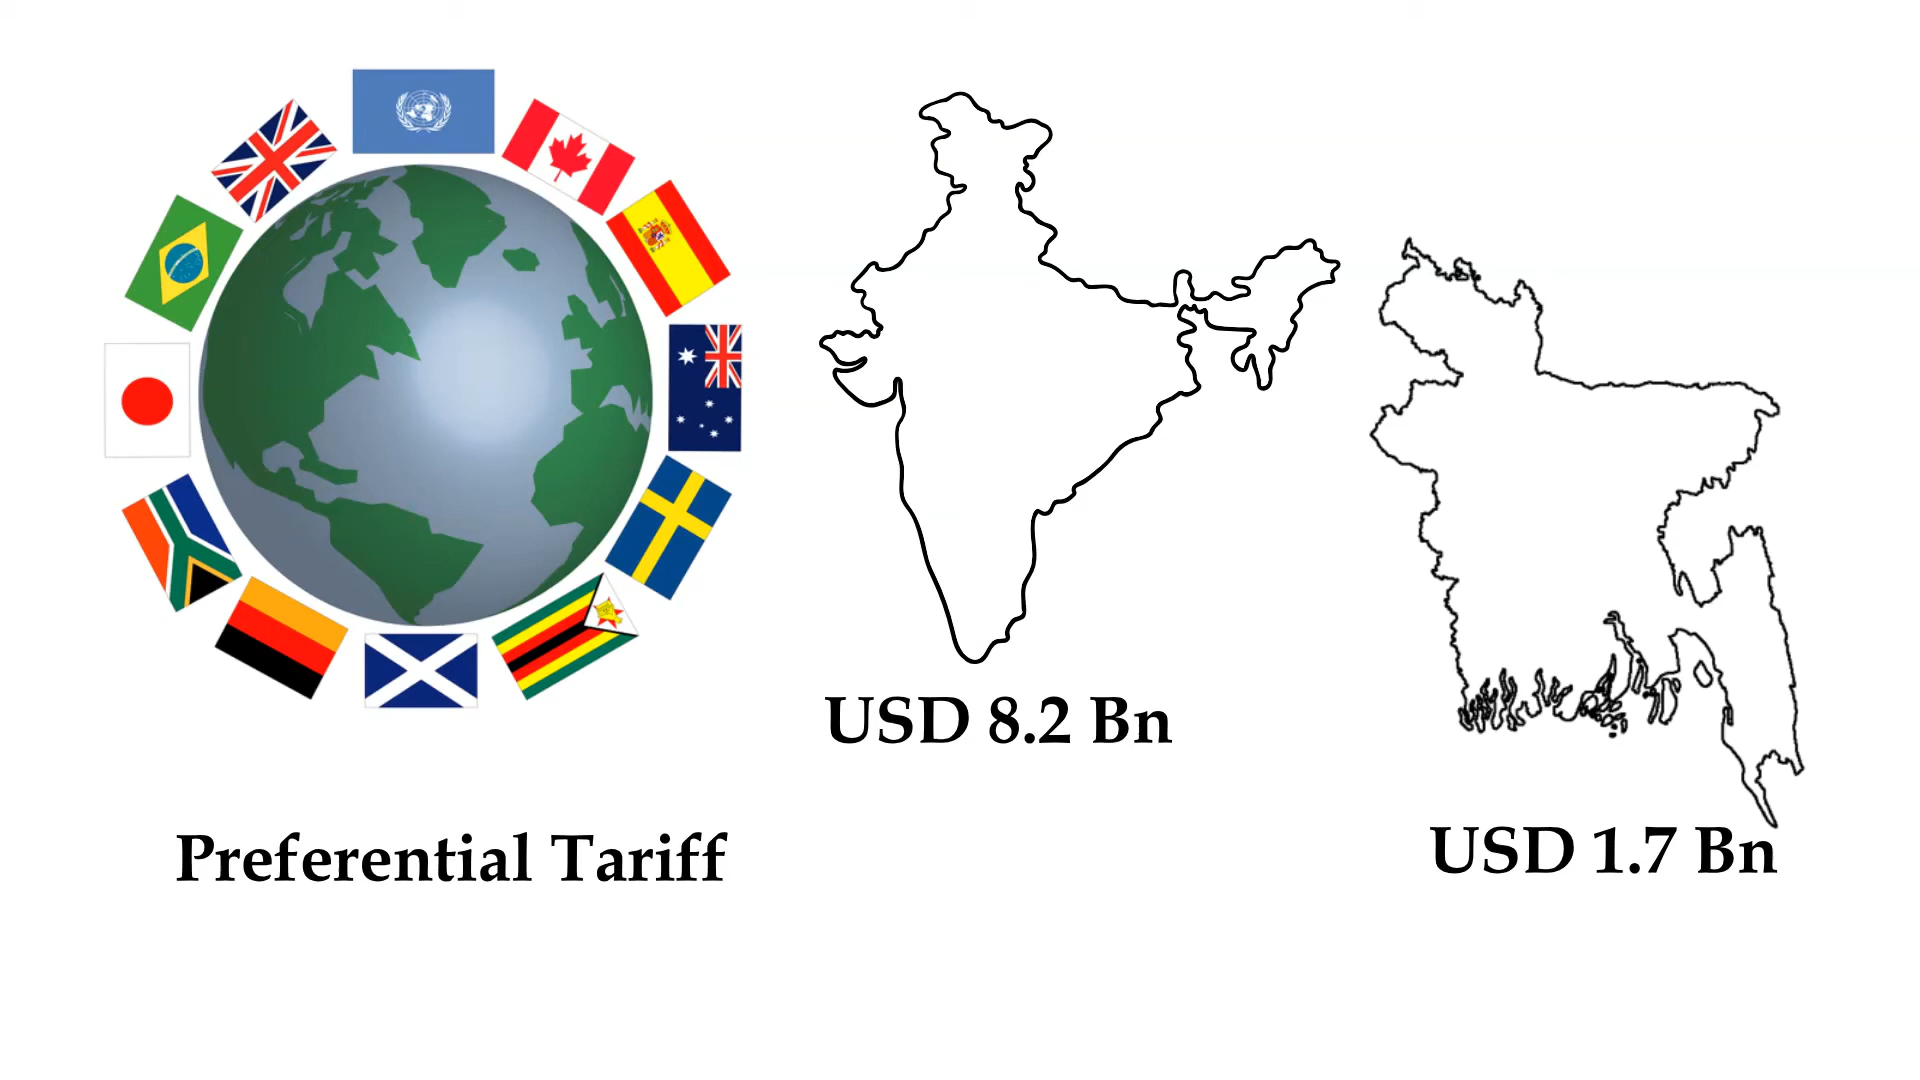 USD 8.2 Bn
USD 1.7 Bn
Preferential Tariff